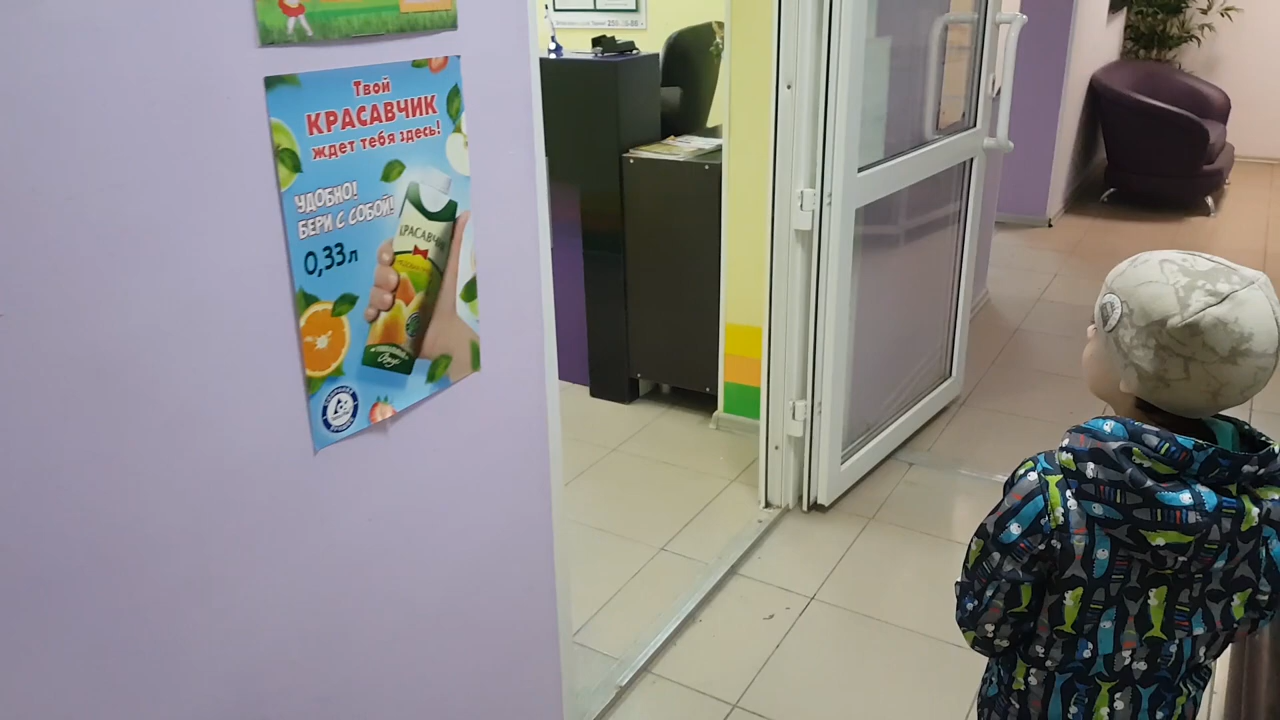 Твой
КРАСАВЧИК
ждет тебя здесь!
УДОБНО!
БЕРИ С СОБОЙ!
0,33 л
КРАСАВЧИК